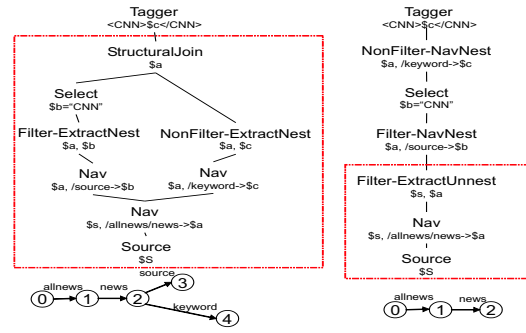 Tagger
<CNN>$c</CNN>
StructuralJoin
$a
Select
$b="CNN"
Filter-ExtractNest
$a, $b
NonFilter-ExtractNest
$a, $c
Nav
$a, /source->$b
Nav
$a, /keyword->$c
Nav
$s, /allnews/news->$a
Source
$S
allnews
news
source
keyword
0
1
2
3
4
Tagger
<CNN>$c</CNN>
NonFilter-NavNest
$a, /keyword->$c
Select
$b="CNN"
Filter-NavNest
$a, /source->$b
Filter-ExtractUnnest
$s, $a
Nav
$s, /allnews/news->$a
Source
$S
allnews
news
0
1
2